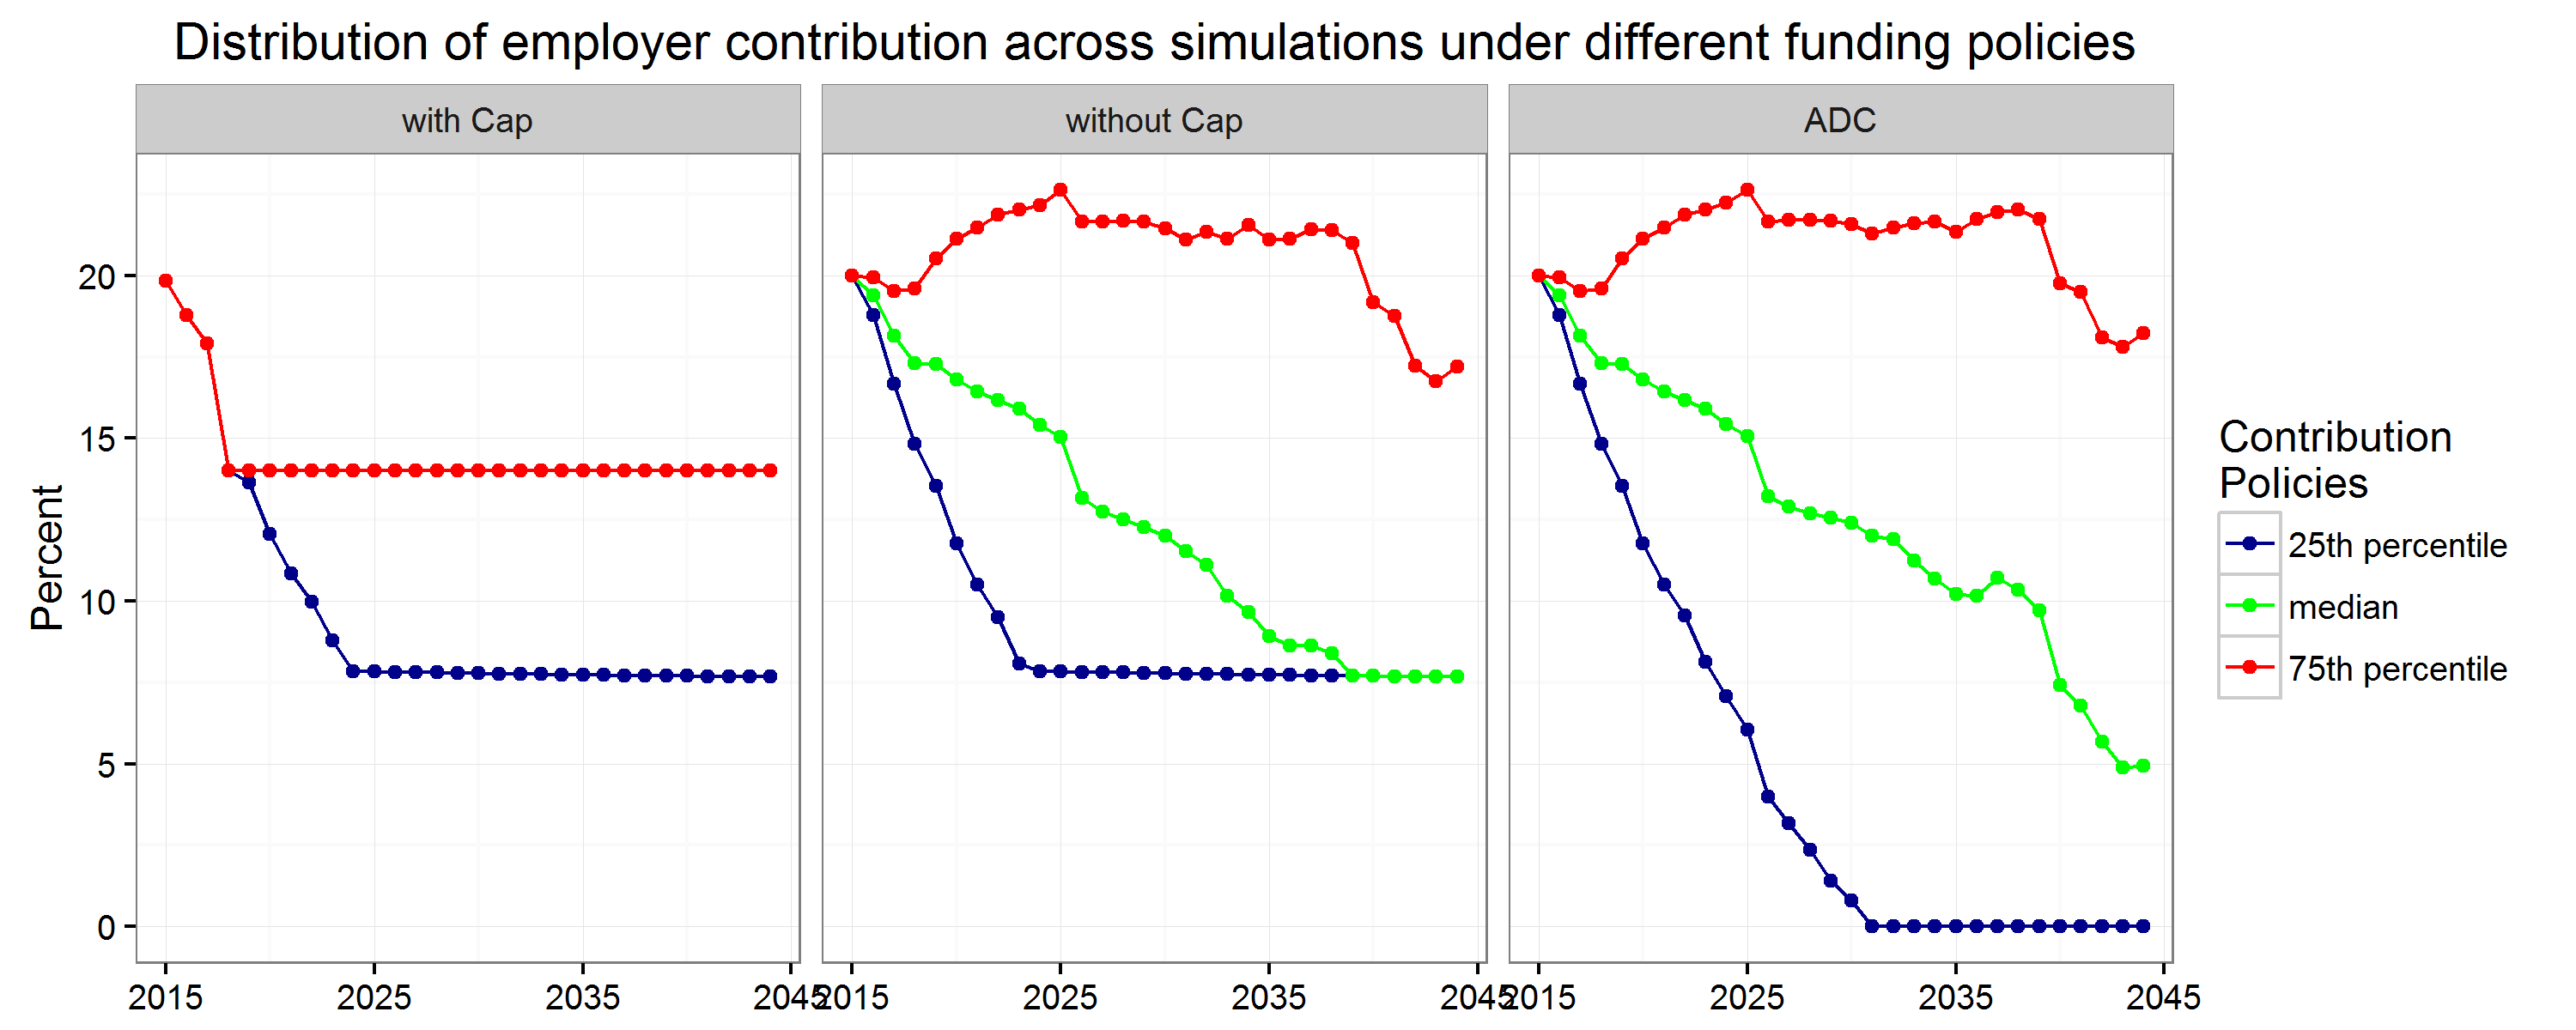 Distribution of employer contribution across simulations under different funding policies
with Cap
without Cap
ADC
Percent
20
15
10
5
0
2015
2025
2035
2045
2015
2025
2035
2045
2015
2025
2035
2045
Contribution
Policies
25th percentile
median
75th percentile